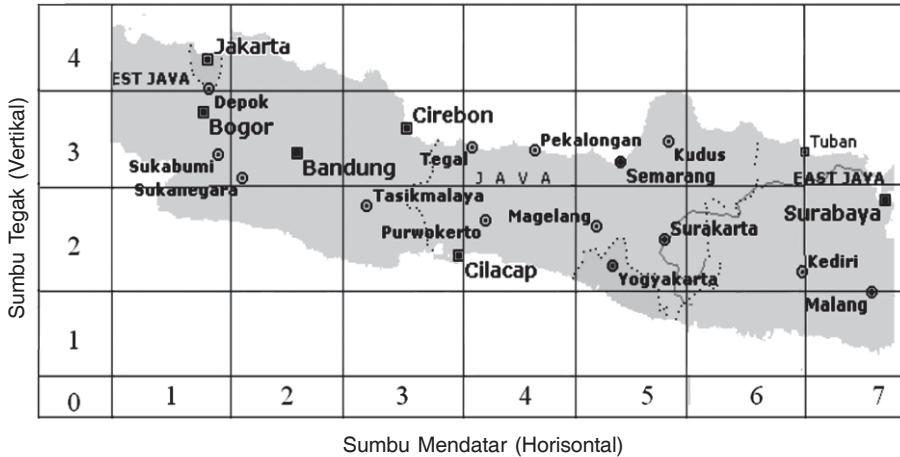 4
Jakarta
EST JAVA
Depok
Bogor
Cirebon
3
Pekalongan
Tuban
Tegal
Kudus
Sukabumi
Bandung
Semarang
J A V A
EAST JAVA
Sukanegara
Tasikmalaya
Surabaya
Magelang
2
Purwokerto
Surakarta
Cilacap
Kediri
Yogyakarta
Malang
1
0 1 2 3 4 5 6 7
Sumbu Tegak (Vertikal)
Sumbu Mendatar (Horisontal)